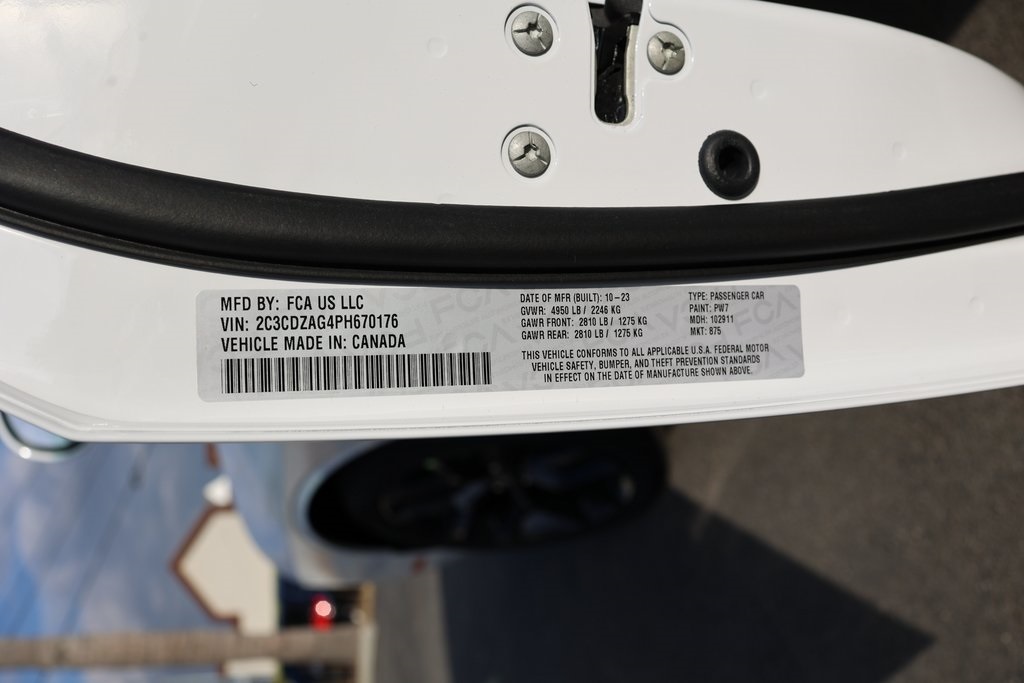 MFD BY: FCA US LLC
VIN: 2C3CDZAG4PH670176
VEHICLE MADE IN: CANADA
DATE OF MFR (BUILT): 10-23
GVWR: 4950 LB / 2246 KG
GAWR FRONT: 2810 LB / 1275 KG
GAWR REAR: 2810 LB / 1275 KG
TYPE: PASSENGER CAR
PAINT: PW7
MDH: 102911
MKT: 875
THIS VEHICLE CONFORMS TO ALL APPLICABLE U.S.A. FEDERAL MOTOR
VEHICLE SAFETY, BUMPER, AND THEFT PREVENTION STANDARDS
IN EFFECT ON THE DATE OF MANUFACTURE SHOWN ABOVE.